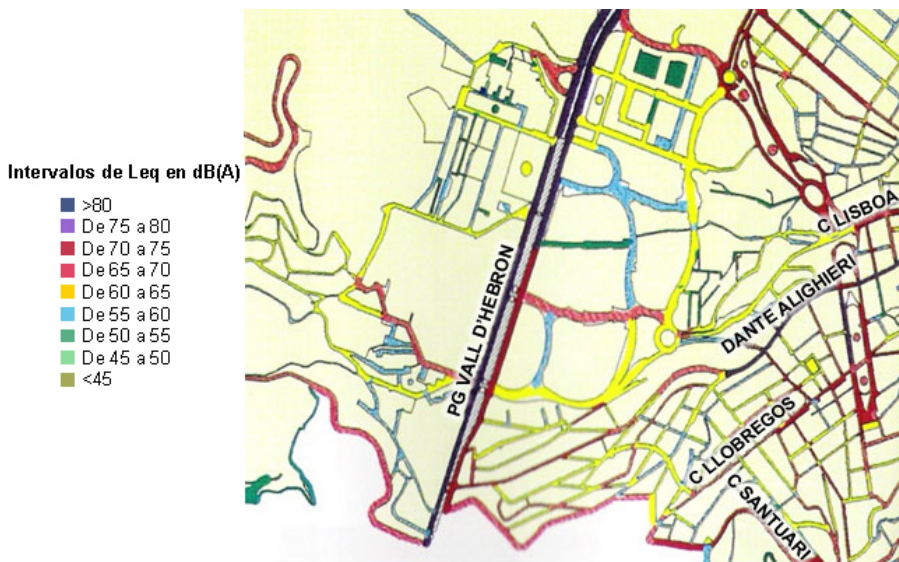 Intervalos de Leq en dB(A)
>80
De 75 a 80
De 70 a 75
De 65 a 70
De 60 a 65
De 55 a 60
De 50 a 55
De 45 a 50
<45
PG VALL D'HEBRON
C LISBOA
DANTE ALIGHIERI
C LLOBREGOS
C SANTUARI